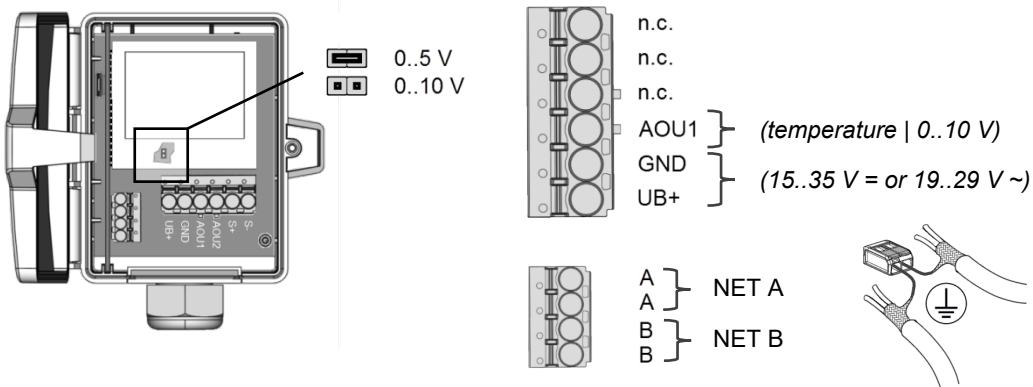 0..5 V
0..10 V
UB+
GND
AOU1
AOU2
S+
S-
n.c.
n.c.
n.c.
AOU1 (temperature | 0..10 V)
GND
(15..35 V = or 19..29 V ~)
UB+
A
NET A
A
B
NET B
B